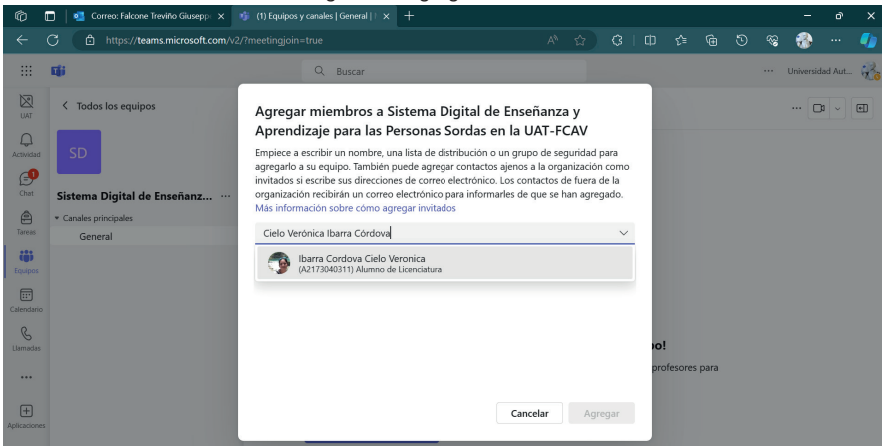 Correo: Falcone Treviño Giusepp
(1) Equipos y canales | General |
https://teams.microsoft.com/v2/?meetingjoin=true
Buscar
Universidad Aut...
UAT
Actividad
Chat
1
Tareas
Equipos
Calendario
Llamadas
Aplicaciones
Todos los equipos
SD
Sistema Digital de Enseñanz...
Canales principales
General
Agregar miembros a Sistema Digital de Enseñanza y
Aprendizaje para las Personas Sordas en la UAT-FCAV
Empiece a escribir un nombre, una lista de distribución o un grupo de seguridad para
agregarlo a su equipo. También puede agregar contactos ajenos a la organización como
invitados si escribe sus direcciones de correo electrónico. Los contactos de fuera de la
organización recibirán un correo electrónico para informarles de que se han agregado.
Más información sobre cómo agregar invitados
Cielo Verónica Ibarra Córdova
Ibarra Cordova Cielo Veronica
(A2173040311) Alumno de Licenciatura
po!
profesores para
Cancelar
Agregar